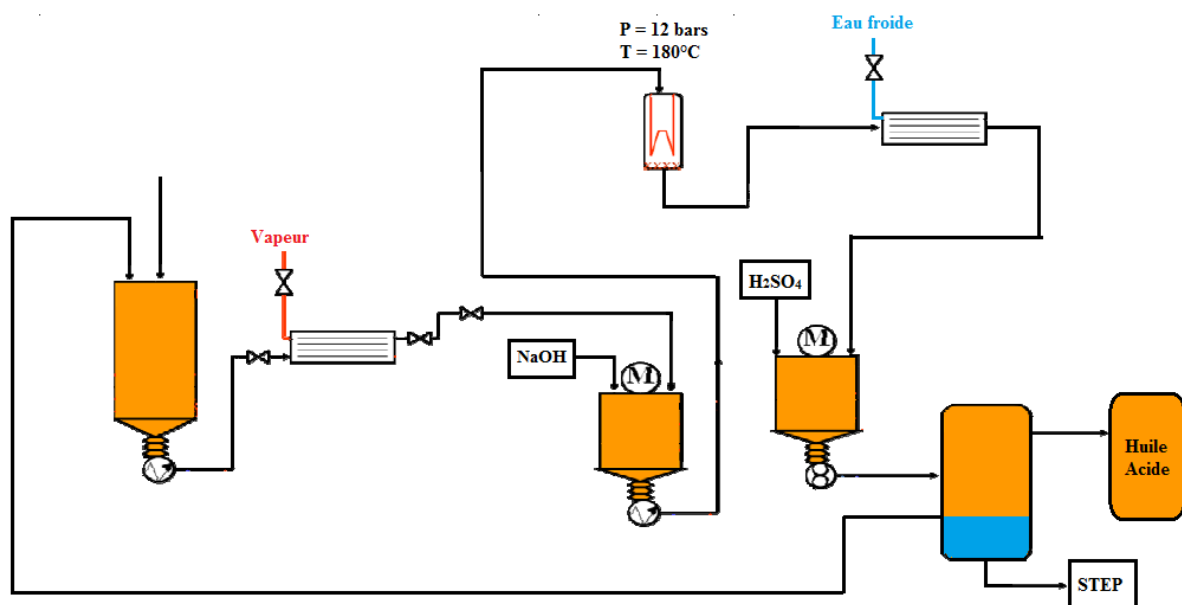 P = 12 bars
T = 180°C
Eau froide
Vapeur
H₂SO₄
M
NaOH
M
Huile
Acide
STEP